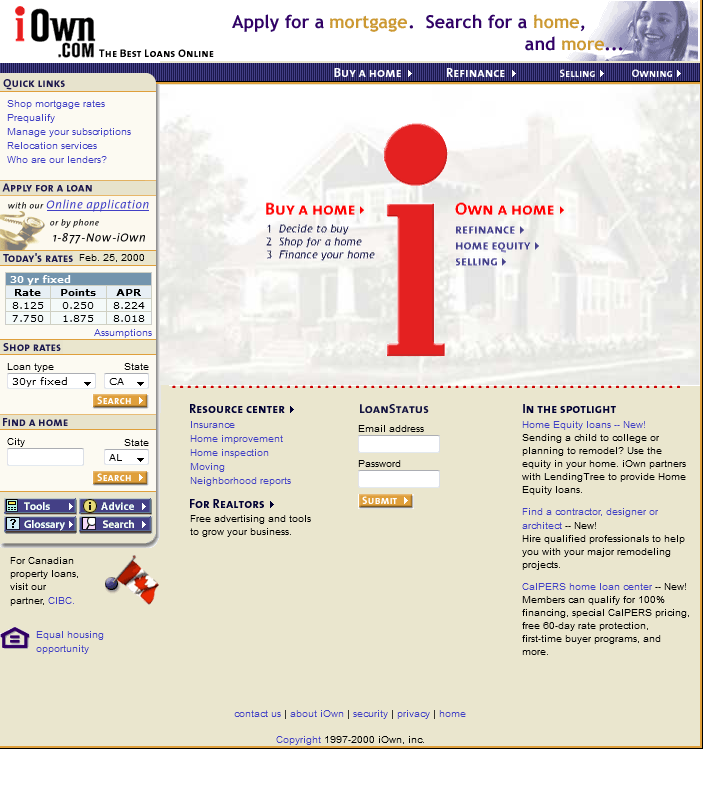 iOwn
.COM THE BEST LOANS ONLINE
Apply for a mortgage. Search for a home,
and more...
BUY A HOME
REFINANCE
SELLING
OWNING
QUICK LINKS
Shop mortgage rates
Prequalify
Manage your subscriptions
Relocation services
Who are our lenders?
APPLY FOR A LOAN
with our Online application
or by phone
1-877-Now-iOwn
TODAY'S RATES Feb. 25, 2000
30 yr fixed
Rate Points APR
8.125 0.250 8.224
7.750 1.875 8.018
Assumptions
SHOP RATES
Loan type State
30yr fixed CA
SEARCH
FIND A HOME
City State
AL
SEARCH
Tools Advice
Glossary Search
For Canadian
property loans,
visit our
partner, CIBC.
Equal housing
opportunity
i
BUY A HOME
1 Decide to buy
2 Shop for a home
3 Finance your home
OWN A HOME
REFINANCE
HOME EQUITY
SELLING
RESOURCE CENTER
Insurance
Home improvement
Home inspection
Moving
Neighborhood reports
FOR REALTORS
Free advertising and tools
to grow your business.
LOANSTATUS
Email address
Password
SUBMIT
IN THE SPOTLIGHT
Home Equity loans -- New!
Sending a child to college or
planning to remodel? Use the
equity in your home. iOwn partners
with LendingTree to provide Home
Equity loans.
Find a contractor, designer or
architect -- New!
Hire qualified professionals to help
you with your major remodeling
projects.
CalPERS home loan center -- New!
Members can qualify for 100%
financing, special CalPERS pricing,
free 60-day rate protection,
first-time buyer programs, and
more.
contact us | about iOwn | security | privacy | home
Copyright 1997-2000 iOwn, inc.